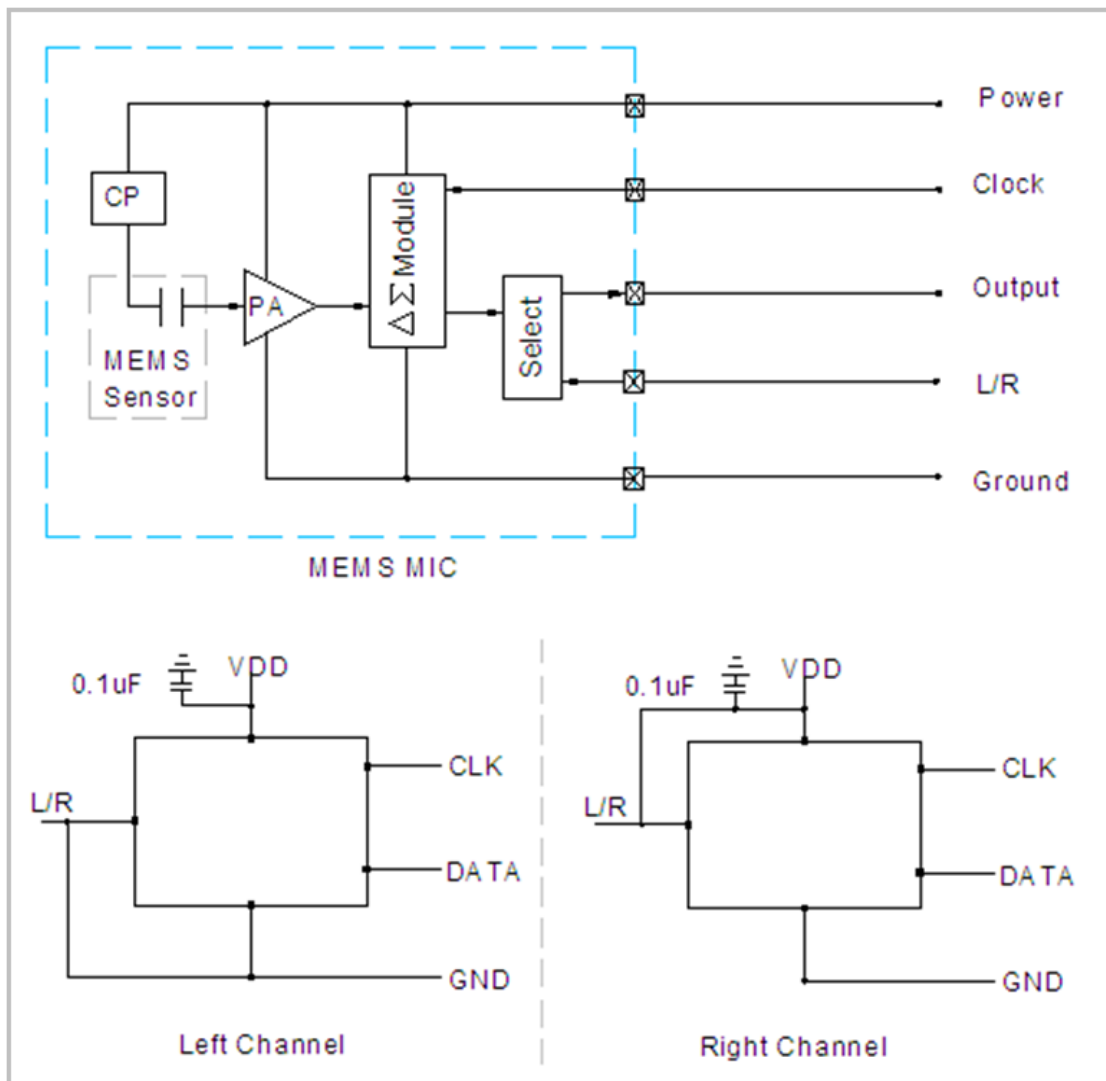 Power
Clock
CP
ΔΣ Module
PA
Output
MEMS
Sensor
Select
L/R
Ground
MEMS MIC
0.1uF
VDD
CLK
L/R
DATA
GND
Left Channel
0.1uF
VDD
CLK
L/R
DATA
GND
Right Channel